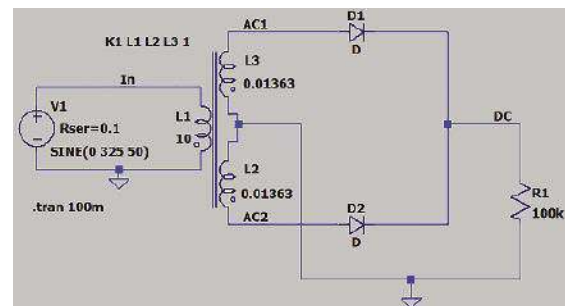 AC1
D1
D
K1 L1 L2 L3 1
In
L3
0.01363
V1
Rser=0.1
SINE(0 325 50)
L1
10
DC
L2
0.01363
R1
100k
.tran 100m
AC2
D2
D